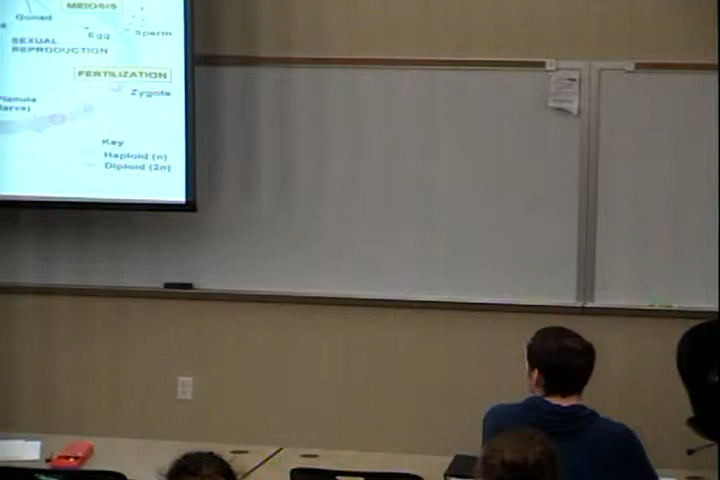 MEIOSIS
Gonad
Egg
Sperm
SEXUAL
REPRODUCTION
FERTILIZATION
Zygote
Planula
larva)
Key
Haploid (n)
Diploid (2n)